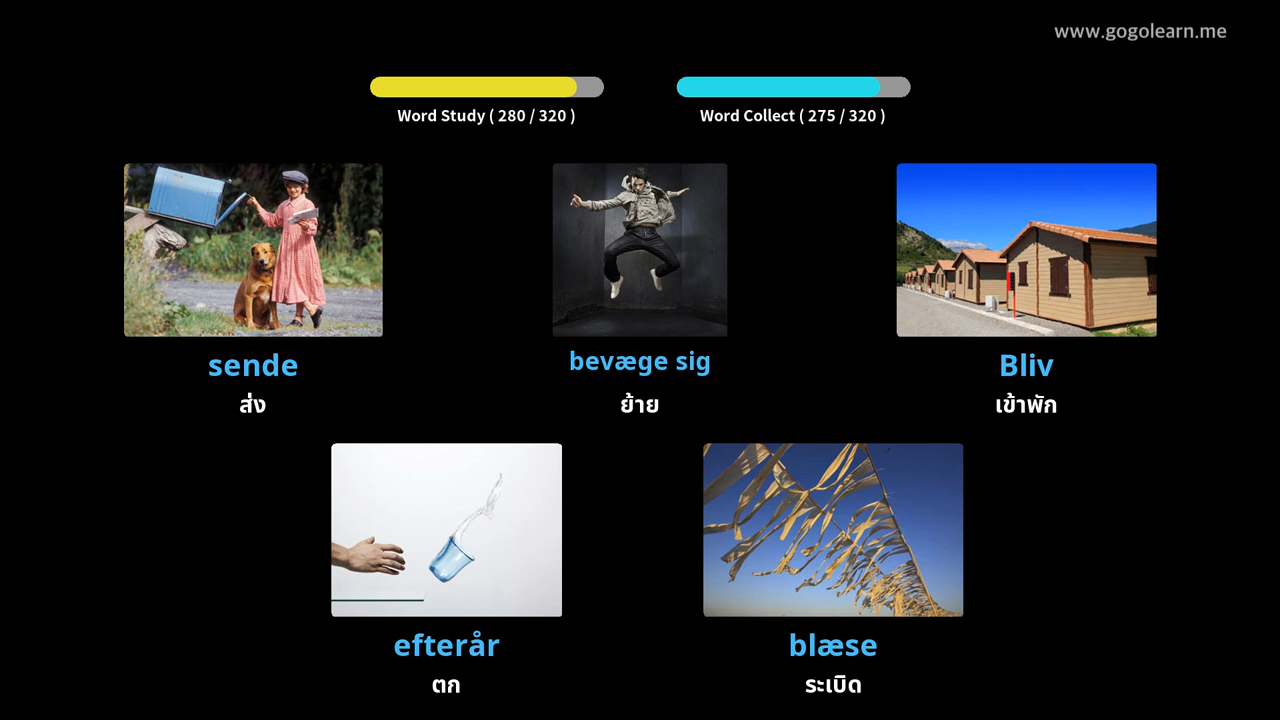 www.gogolearn.me
Word Study ( 280 / 320 )
Word Collect ( 275 / 320 )
sende
bevæge sig
Bliv
ส่ง
ย้าย
เข้าพัก
efterår
blæse
ตก
ระเบิด